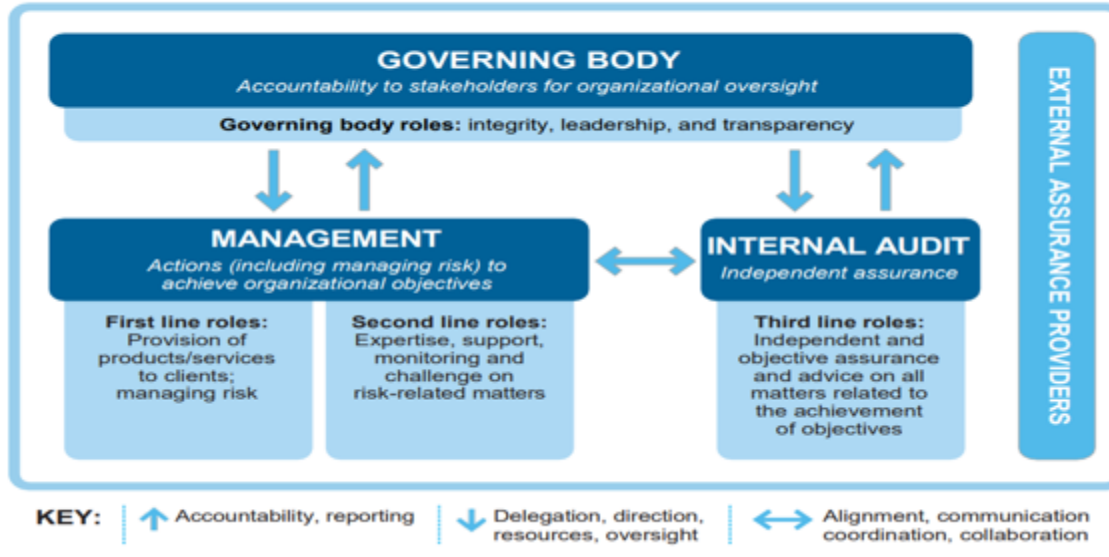 GOVERNING BODY
Accountability to stakeholders for organizational oversight
Governing body roles: integrity, leadership, and transparency
MANAGEMENT
Actions (including managing risk) to
achieve organizational objectives
First line roles:
Provision of
products/services
to clients;
managing risk
Second line roles:
Expertise, support,
monitoring and
challenge on
risk-related matters
INTERNAL AUDIT
Independent assurance
Third line roles:
Independent and
objective assurance
and advice on all
matters related to
the achievement
of objectives
EXTERNAL ASSURANCE PROVIDERS
KEY:
Accountability, reporting
Delegation, direction,
resources, oversight
Alignment, communication
coordination, collaboration